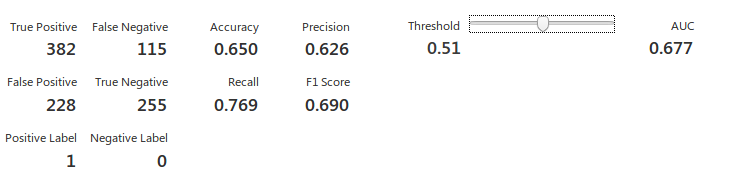 True Positive False Negative Accuracy Precision Threshold AUC
382 115 0.650 0.626 0.51 0.677
False Positive True Negative Recall F1 Score
228 255 0.769 0.690
Positive Label Negative Label
1 0